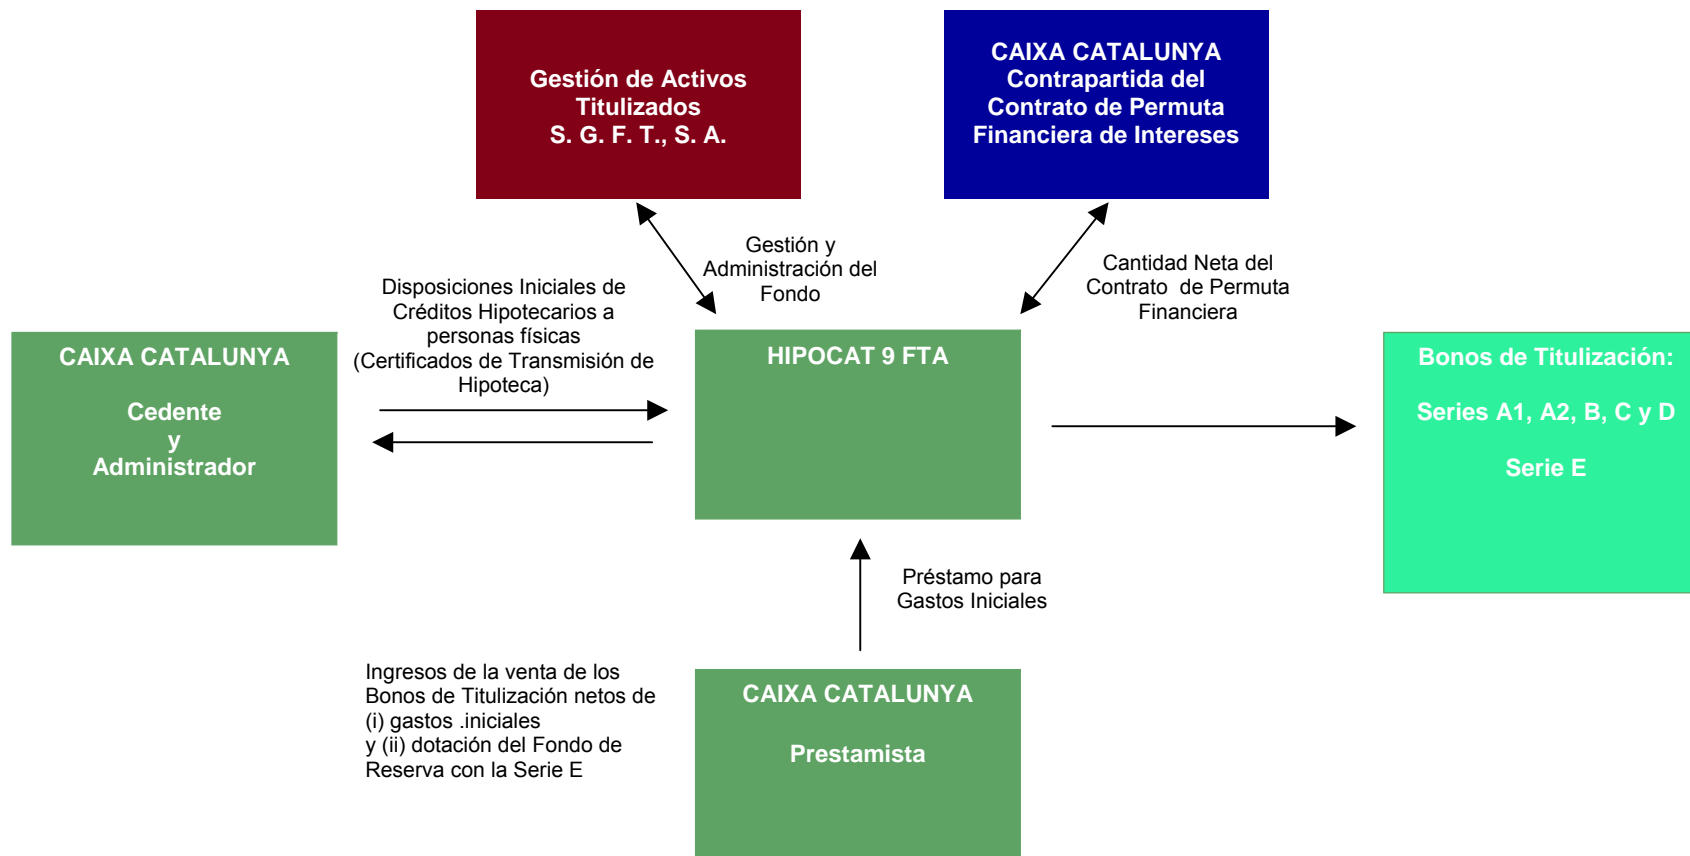 Gestión de Activos
Titulizados
S. G. F. T., S. A.
CAIXA CATALUNYA
Contrapartida del
Contrato de Permuta
Financiera de Intereses
Gestión y
Administración del
Fondo
Cantidad Neta del
Contrato de Permuta
Financiera
Disposiciones Iniciales de
Créditos Hipotecarios a
personas físicas
(Certificados de Transmisión de
Hipoteca)
CAIXA CATALUNYA
Cedente
y
Administrador
HIPOCAT 9 FTA
Bonos de Titulización:
Series A1, A2, B, C y D
Serie E
Préstamo para
Gastos Iniciales
Ingresos de la venta de los
Bonos de Titulización netos de
(i) gastos .iniciales
y (ii) dotación del Fondo de
Reserva con la Serie E
CAIXA CATALUNYA
Prestamista